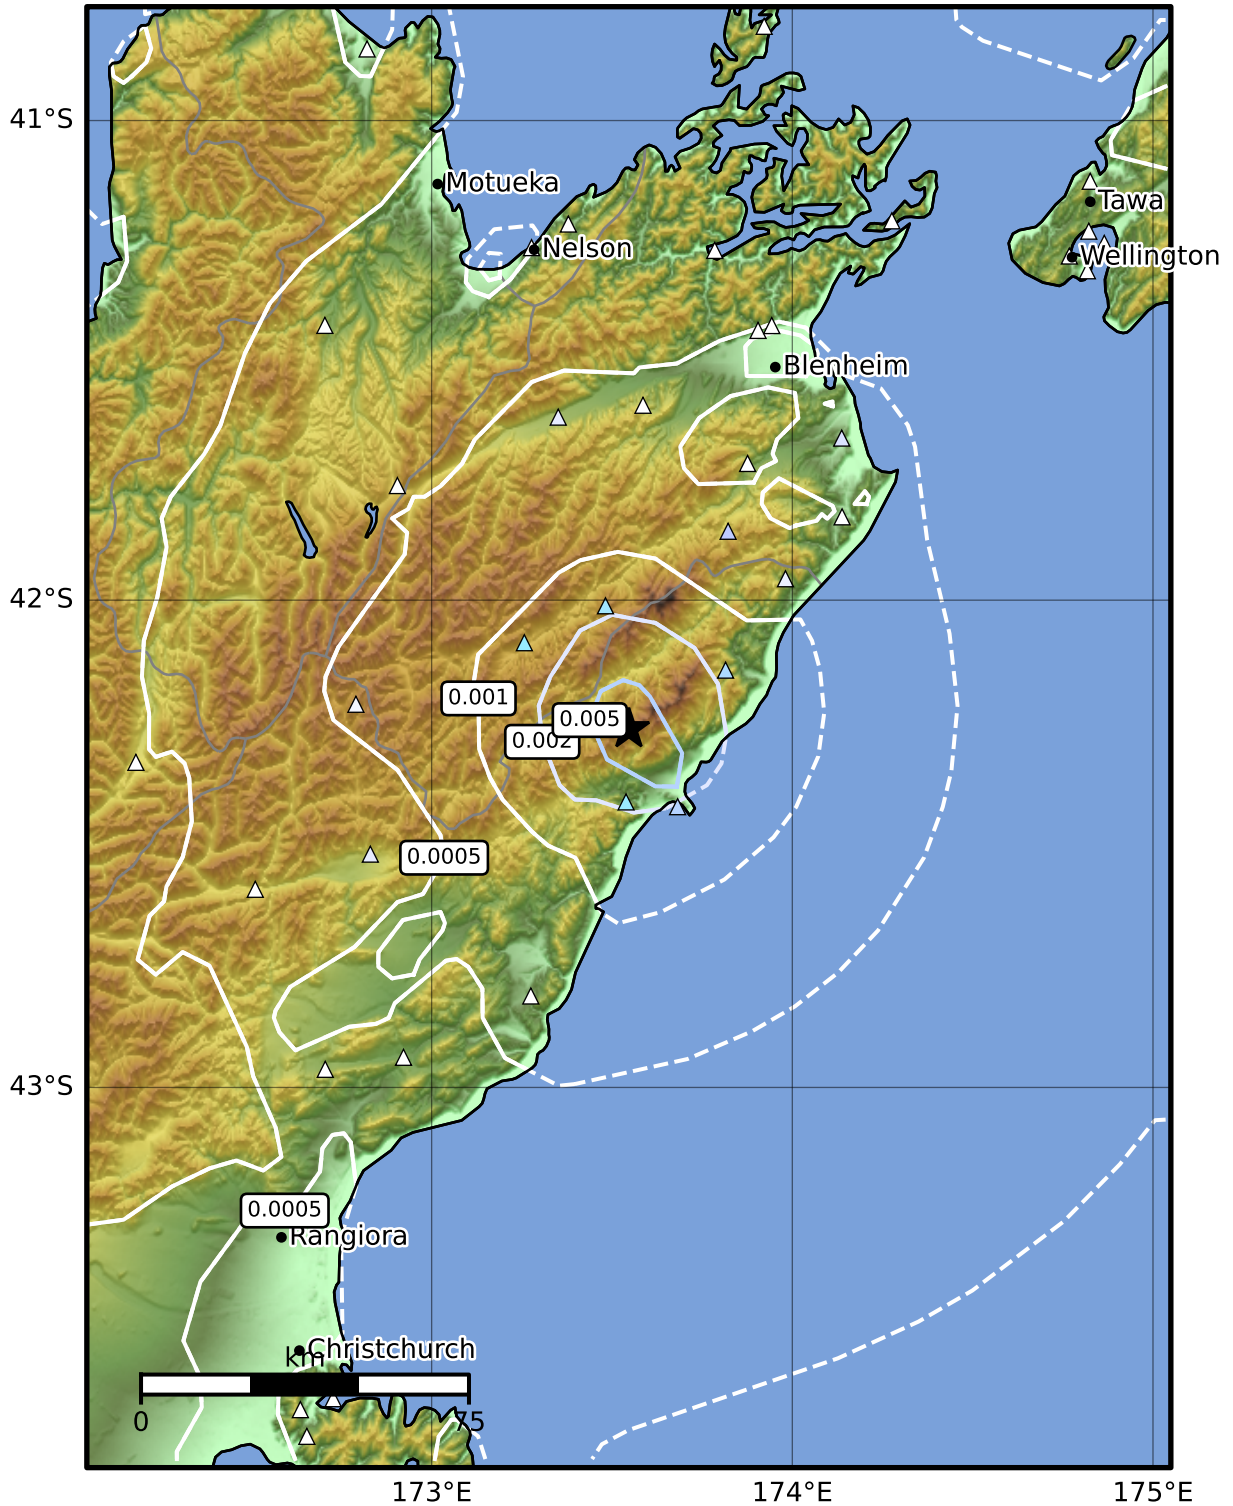 41°S
Motueka
Tawa
Nelson
Wellington
Blenheim
42°S
0.001
0.005
0.002
0.0005
43°S
0.0005
Rangiora
Christchurch
km
0
75
173°E
174°E
175°E